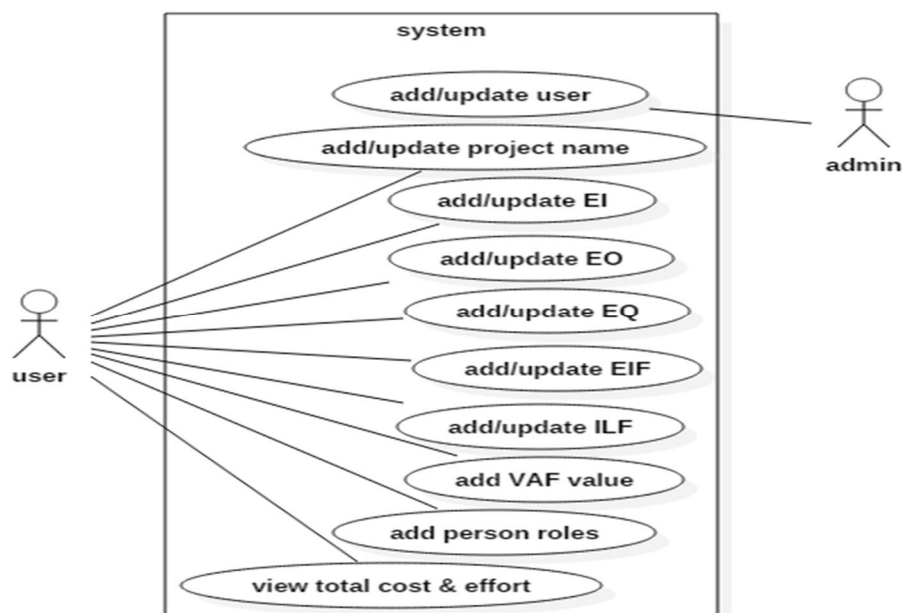 system
add/update user
add/update project name
admin
add/update EI
add/update EO
add/update EQ
add/update EIF
user
add/update ILF
add VAF value
add person roles
view total cost & effort